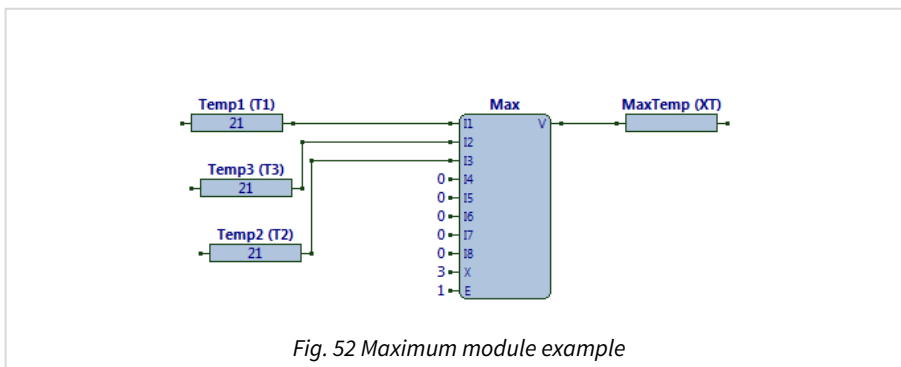 Temp1 (T1)
21
Temp3 (T3)
21
Temp2 (T2)
21
Max
I1 V
I2
I3
0 I4
0 I5
0 I6
0 I7
0 I8
3 X
1 E
MaxTemp (XT)
Fig. 52 Maximum module example